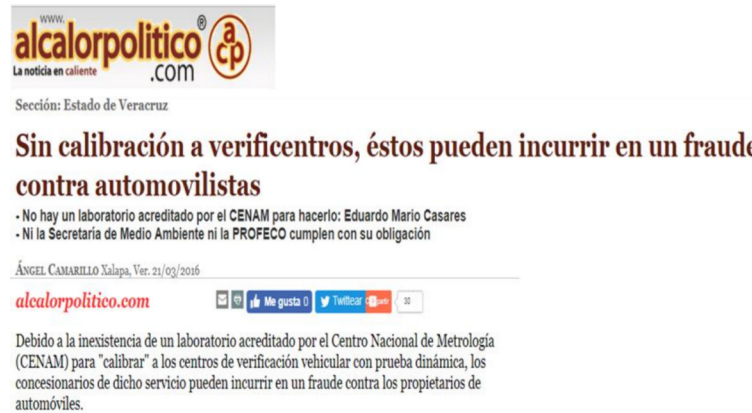 www.
alcalorpolitico®
.com
La noticia en caliente
acp
Sección: Estado de Veracruz
Sin calibración a verificentros, éstos pueden incurrir en un fraude
contra automovilistas
- No hay un laboratorio acreditado por el CENAM para hacerlo: Eduardo Mario Casares
- Ni la Secretaría de Medio Ambiente ni la PROFECO cumplen con su obligación
ÁNGEL CAMARILLO Xalapa, Ver. 21/03/2016
alcalorpolitico.com Me gusta 0 Twittear
Debido a la inexistencia de un laboratorio acreditado por el Centro Nacional de Metrología
(CENAM) para "calibrar" a los centros de verificación vehicular con prueba dinámica, los
concesionarios de dicho servicio pueden incurrir en un fraude contra los propietarios de
automóviles.